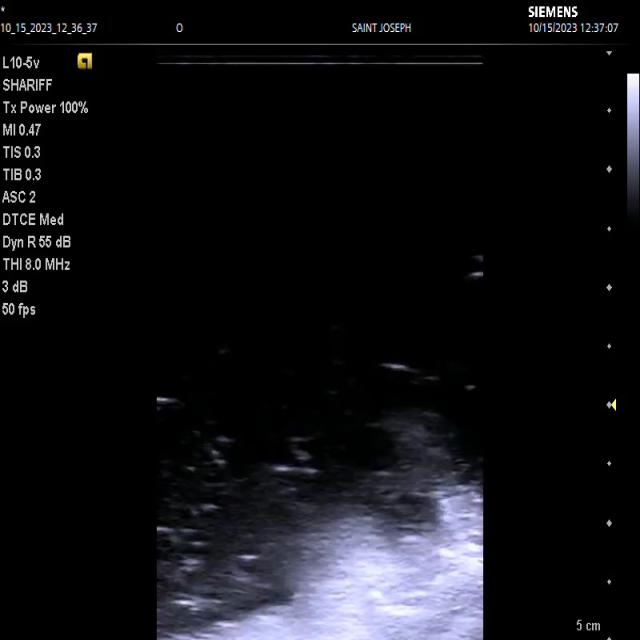 *
SIEMENS
10_15_2023_12_36_37 O SAINT JOSEPH 10/15/2023 12:37:07
L10-5v
SHARIFF
Tx Power 100%
MI 0.47
TIS 0.3
TIB 0.3
ASC 2
DTCE Med
Dyn R 55 dB
THI 8.0 MHz
3 dB
50 fps
5 cm